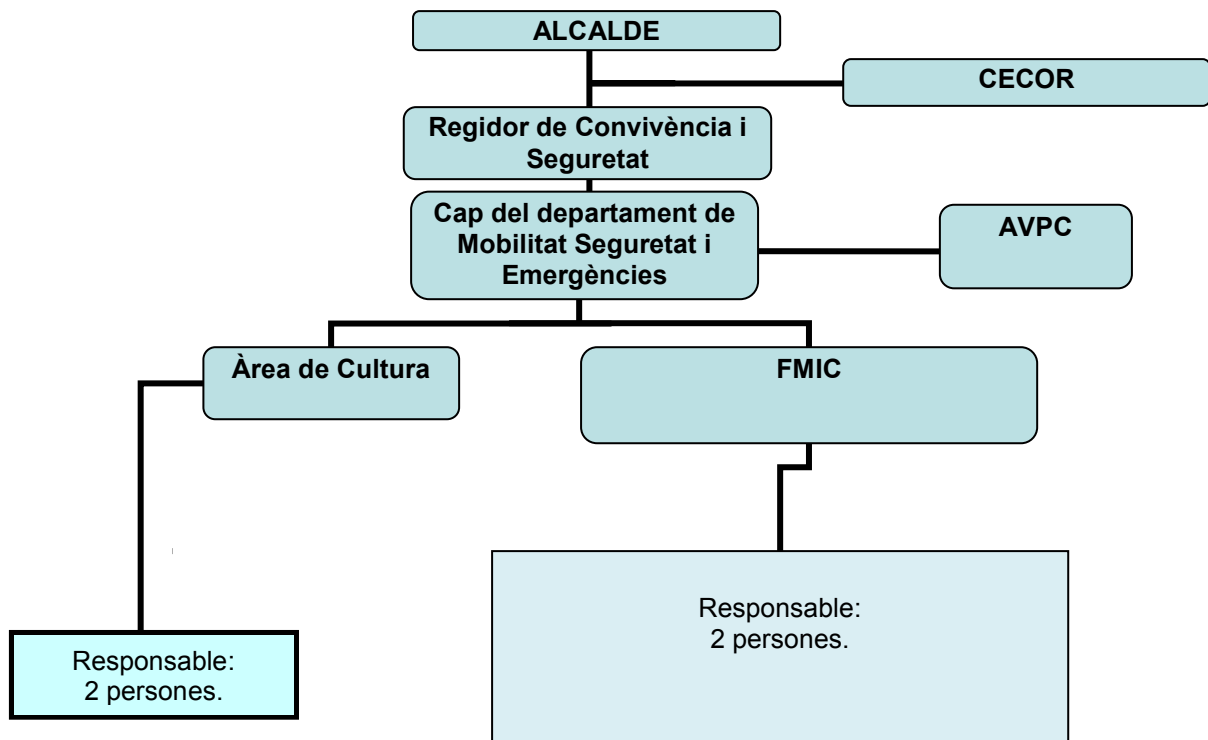 ALCALDE
CECOR
Regidor de Convivència i
Seguretat
Cap del departament de
Mobilitat Seguretat i
Emergències
AVPC
Àrea de Cultura
FMIC
Responsable:
2 persones.
Responsable:
2 persones.